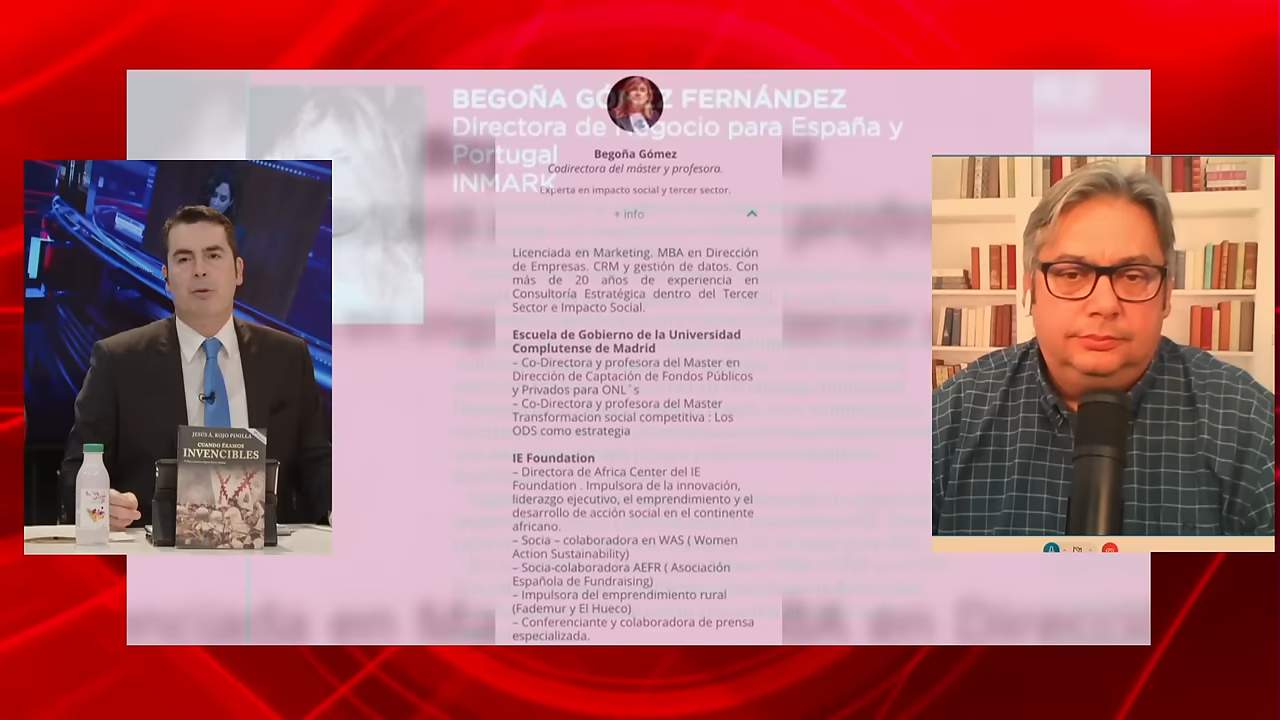 BEGOÑA GÓMEZ FERNÁNDEZ
Directora de Negocio para España y
Portugal
INMARK
Begoña Gómez
Codirectora del máster y profesora.
Experta en impacto social y tercer sector.
+ info
Licenciada en Marketing. MBA en Dirección
de Empresas. CRM y gestión de datos. Con
más de 20 años de experiencia en
Consultoría Estratégica dentro del Tercer
Sector e Impacto Social.
Escuela de Gobierno de la Universidad
Complutense de Madrid
– Co-Directora y profesora del Master en
Dirección de Captación de Fondos Públicos
y Privados para ONL´s
– Co-Directora y profesora del Master
Transformacion social competitiva : Los
ODS como estrategia
IE Foundation
– Directora de Africa Center del IE
Foundation . Impulsora de la innovación,
liderazgo ejecutivo, el emprendimiento y el
desarrollo de acción social en el continente
africano.
– Socia – colaboradora en WAS ( Women
Action Sustainability)
– Socia-colaboradora AEFR ( Asociación
Española de Fundraising)
– Impulsora del emprendimiento rural
(Fademur y El Hueco)
– Conferenciante y colaboradora de prensa
especializada.
JESÚS Á. ROJO PINILLA
CUANDO ÉRAMOS
INVENCIBLES